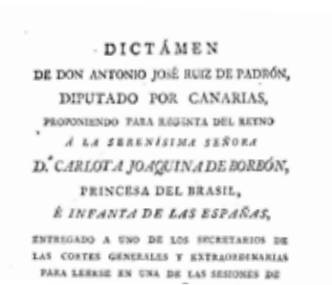 DICTÁMEN
DE DON ANTONIO JOSÉ RUIZ DE PADRÓN,
DIPUTADO POR CANARIAS,
PROPONIENDO PARA REGENTA DEL REYNO
Á LA SERENÍSIMA SEÑORA
D.ª CARLOTA JOAQUINA DE BORBÓN,
PRINCESA DEL BRASIL,
É INFANTA DE LAS ESPAÑAS,
ENTREGADO A UNO DE LOS SECRETARIOS DE
LAS CORTES GENERALES Y EXTRAORDINARIAS
PARA LEERSE EN UNA DE LAS SESIONES DE